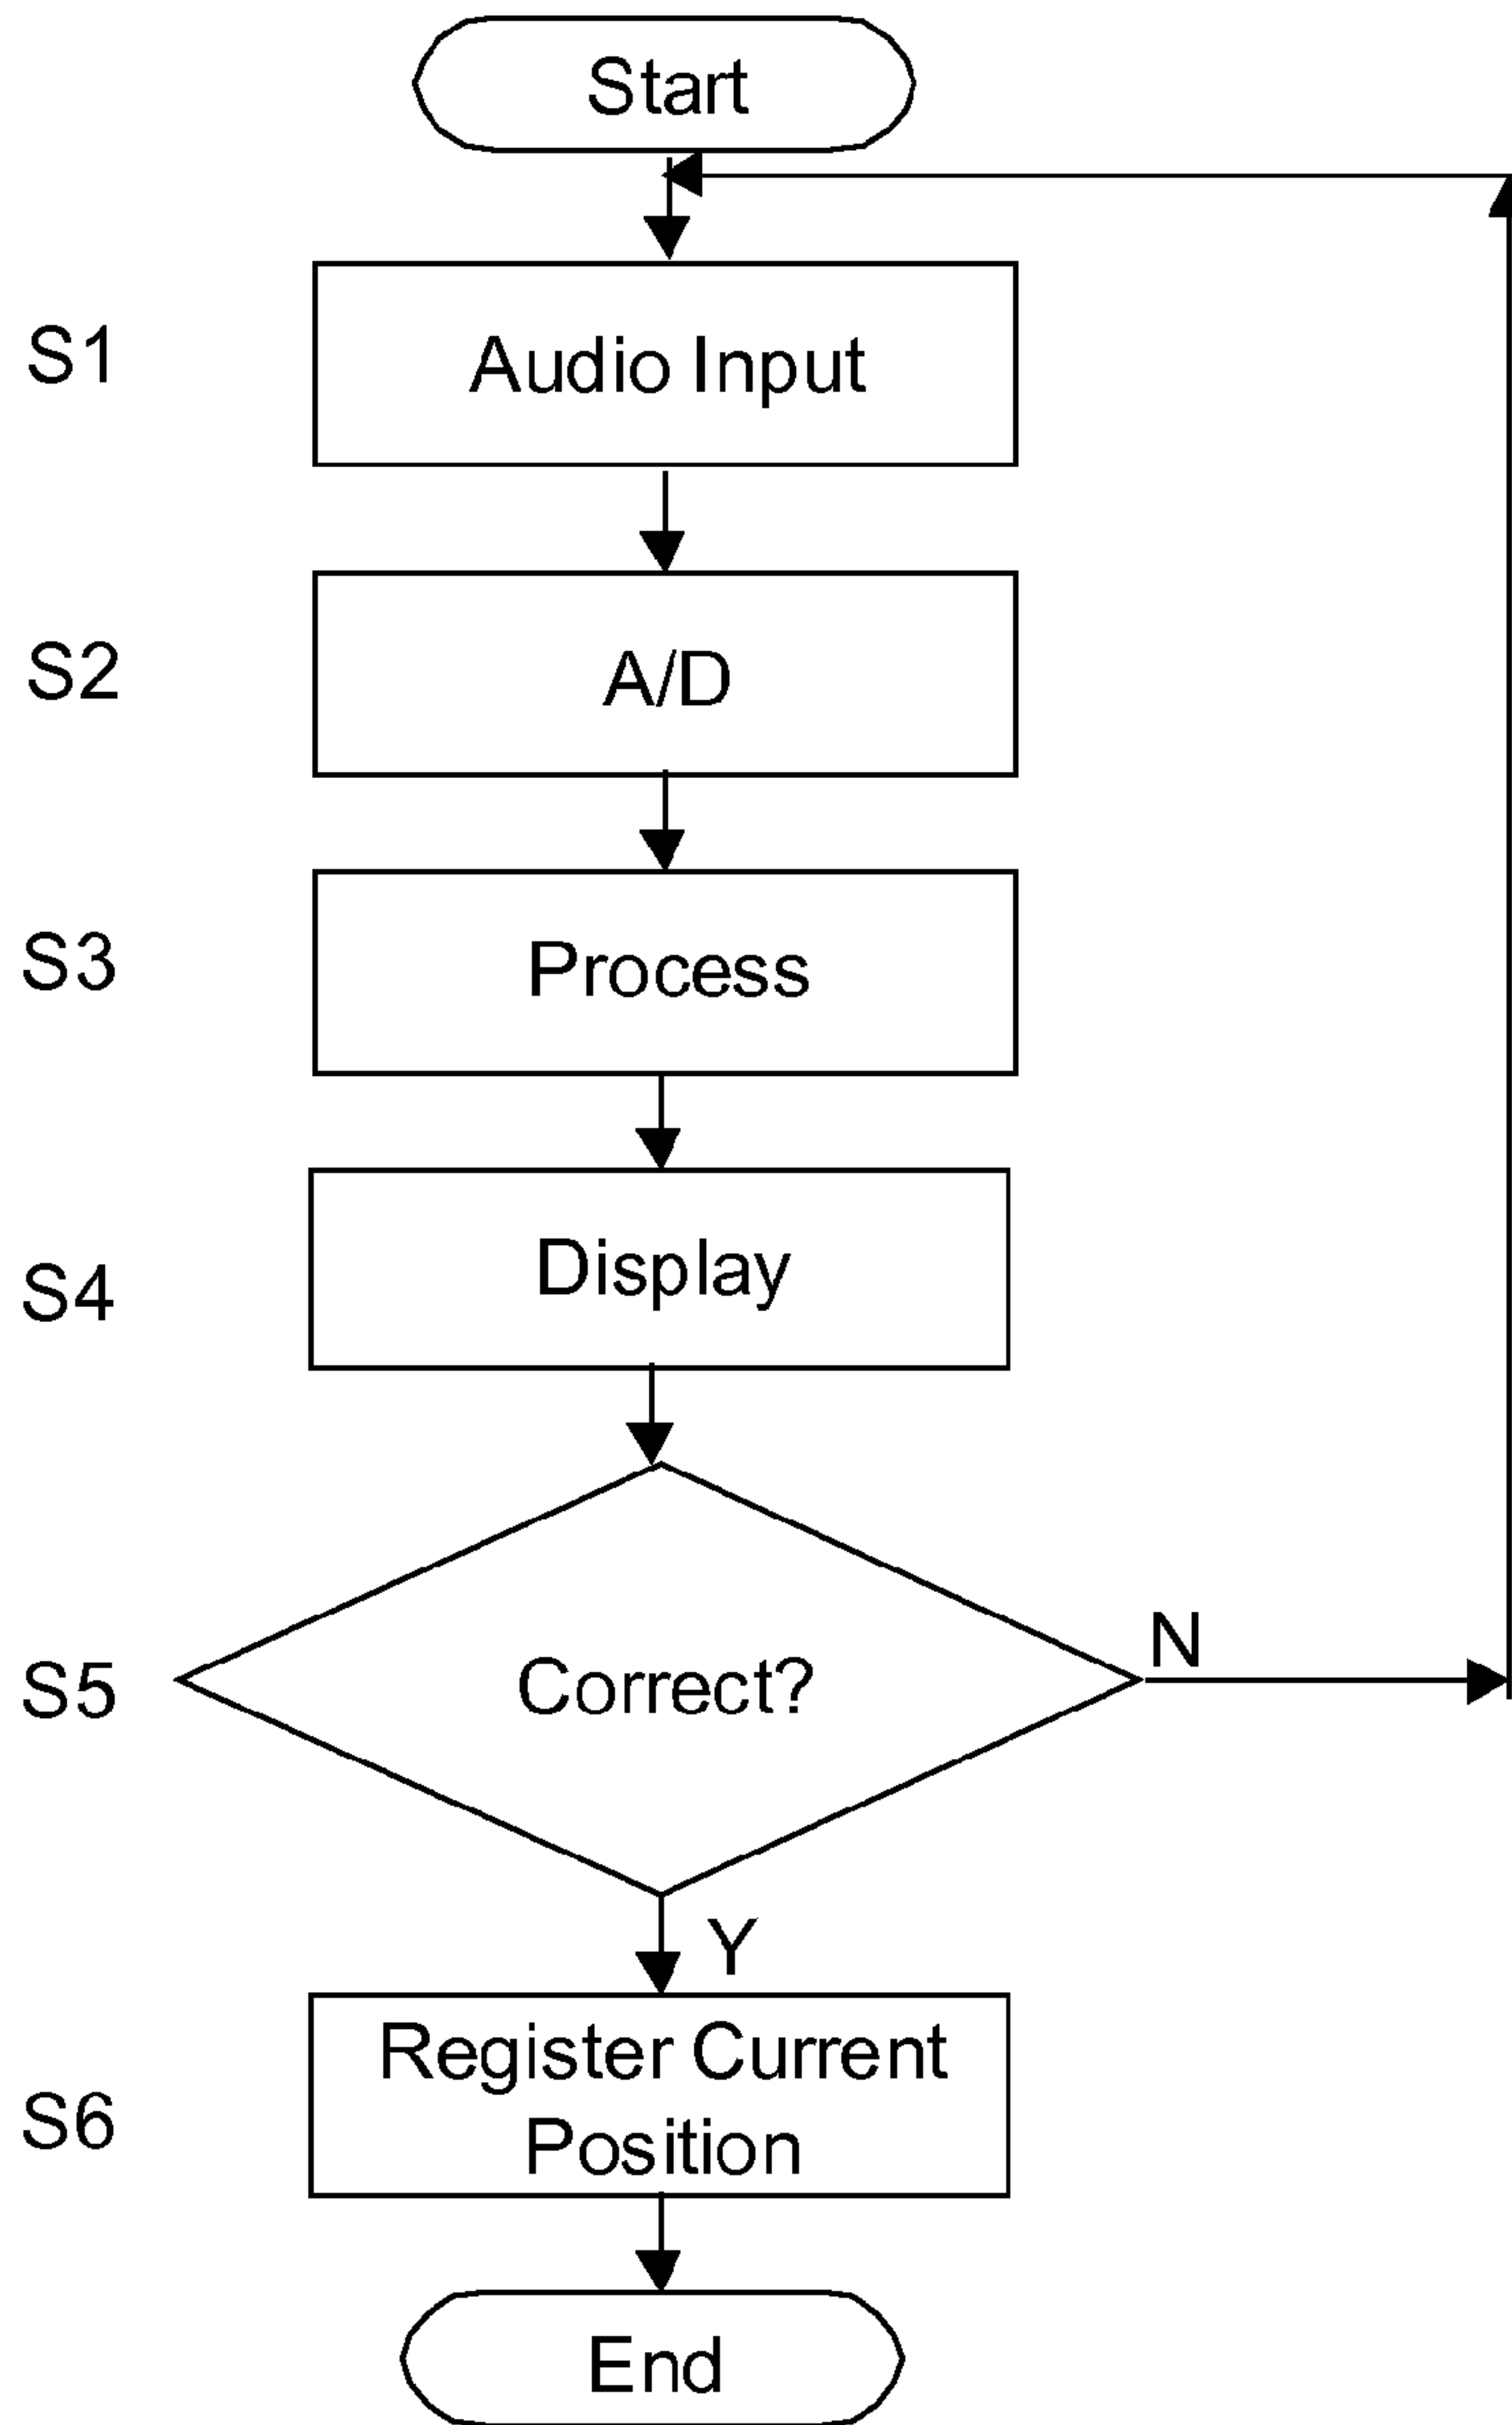 Start
S1
Audio Input
S2
A/D
S3
Process
S4
Display
S5
Correct?
N
Y
S6
Register Current
Position
End